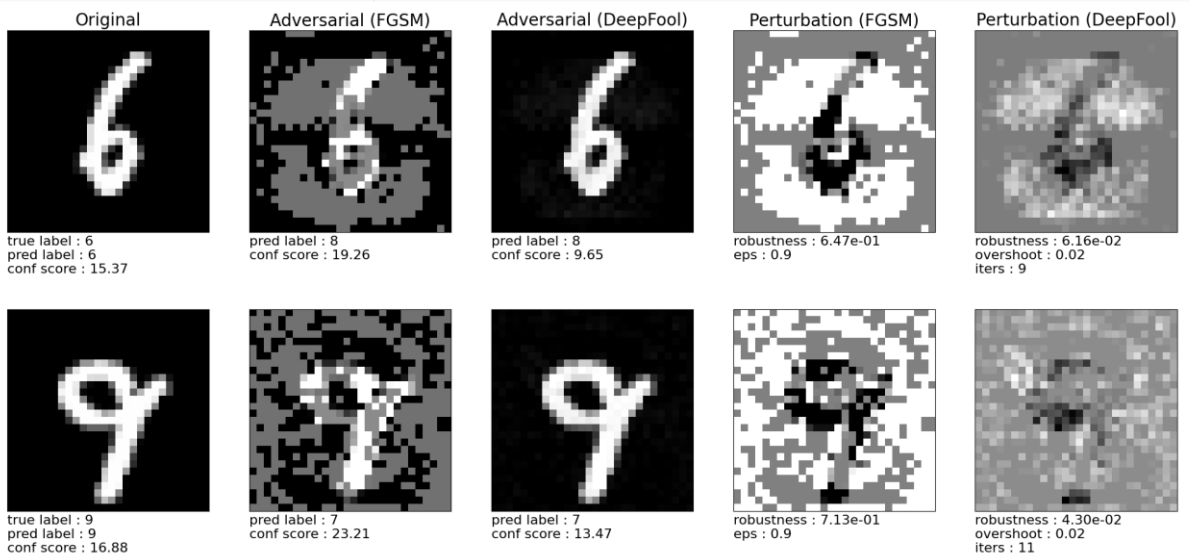 Original
Adversarial (FGSM)
Adversarial (DeepFool)
Perturbation (FGSM)
Perturbation (DeepFool)
true label : 6
pred label : 6
conf score : 15.37
pred label : 8
conf score : 19.26
pred label : 8
conf score : 9.65
robustness : 6.47e-01
eps : 0.9
robustness : 6.16e-02
overshoot : 0.02
iters : 9
true label : 9
pred label : 9
conf score : 16.88
pred label : 7
conf score : 23.21
pred label : 7
conf score : 13.47
robustness : 7.13e-01
eps : 0.9
robustness : 4.30e-02
overshoot : 0.02
iters : 11